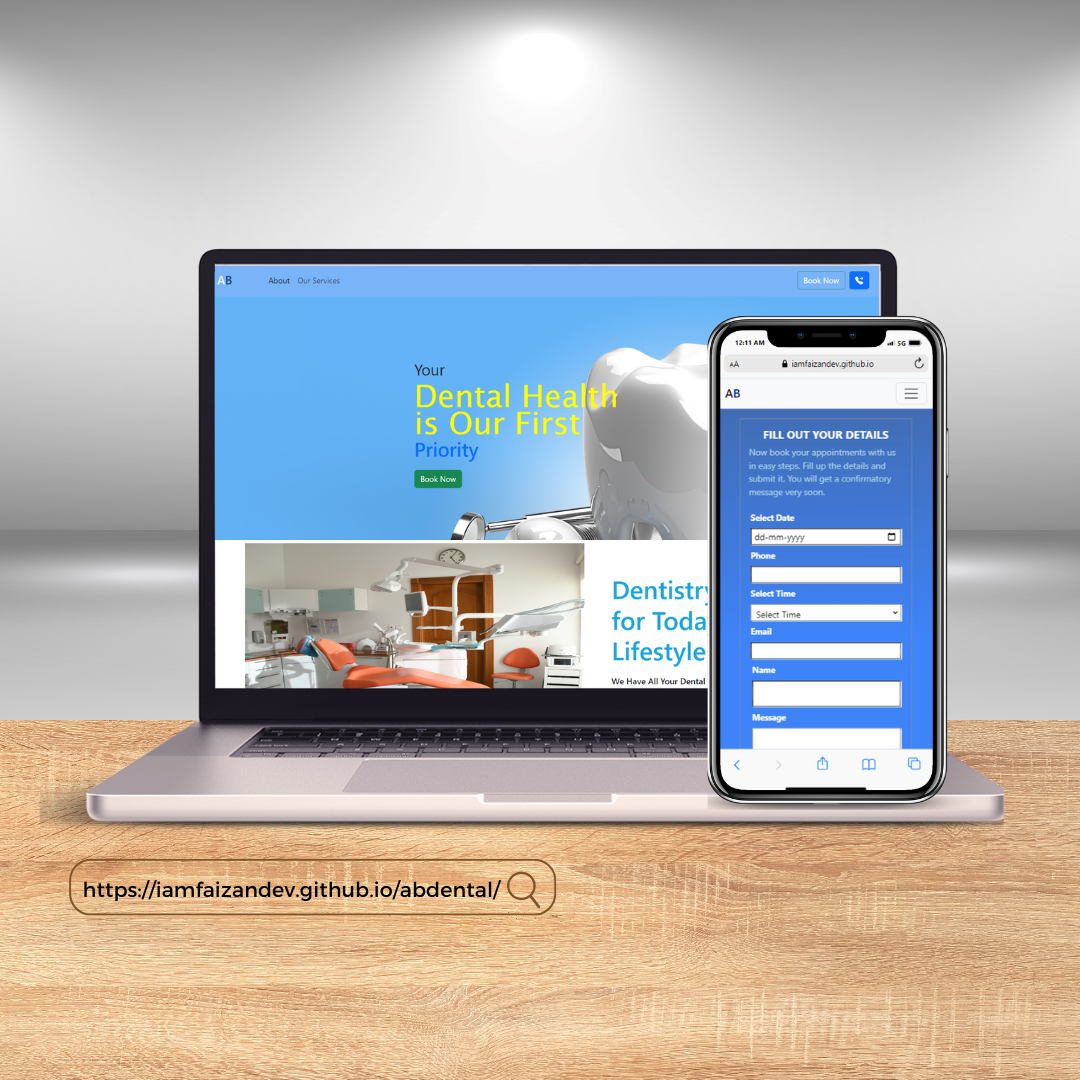 AB
About Our Services
Book Now
Your
Dental Health
is Our First
Priority
Book Now
Dentistry
for Toda
Lifestyle
We Have All Your Dental
12:11 AM
5G
AA
iamfaizandev.github.io
AB
FILL OUT YOUR DETAILS
Now book your appointments with us
in easy steps. Fill up the details and
submit it. You will get a confirmatory
message very soon.
Select Date
dd-mm-yyyy
Phone
Select Time
Select Time
Email
Name
Message
https://iamfaizandev.github.io/abdental/